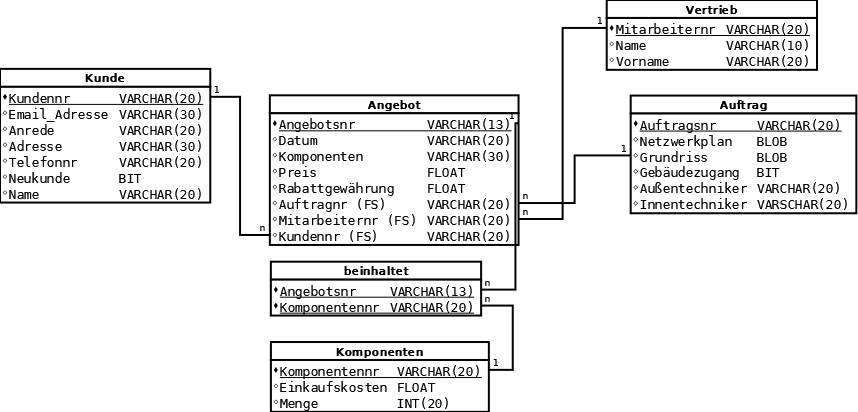 Vertrieb
Mitarbeiternr VARCHAR(20)
Name VARCHAR(10)
Vorname VARCHAR(20)
1
Kunde
Kundennr VARCHAR(20)
Email_Adresse VARCHAR(30)
Anrede VARCHAR(20)
Adresse VARCHAR(30)
Telefonnr VARCHAR(20)
Neukunde BIT
Name VARCHAR(20)
1
Angebot
Angebotsnr VARCHAR(13)
1
Datum VARCHAR(20)
Komponenten VARCHAR(30)
Preis FLOAT
Rabattgewährung FLOAT
Auftragnr (FS) VARCHAR(20)
n
Mitarbeiternr (FS) VARCHAR(20)
n
Kundennr (FS) VARCHAR(20)
n
Auftrag
Auftragsnr VARCHAR(20)
Netzwerkplan BLOB
Grundriss BLOB
1
Gebäudezugang BIT
Außentechniker VARCHAR(20)
Innentechniker VARSCHAR(20)
beinhaltet
Angebotsnr VARCHAR(13)
n
Komponentennr VARCHAR(20)
n
Komponenten
Komponentennr VARCHAR(20)
1
Einkaufskosten FLOAT
Menge INT(20)